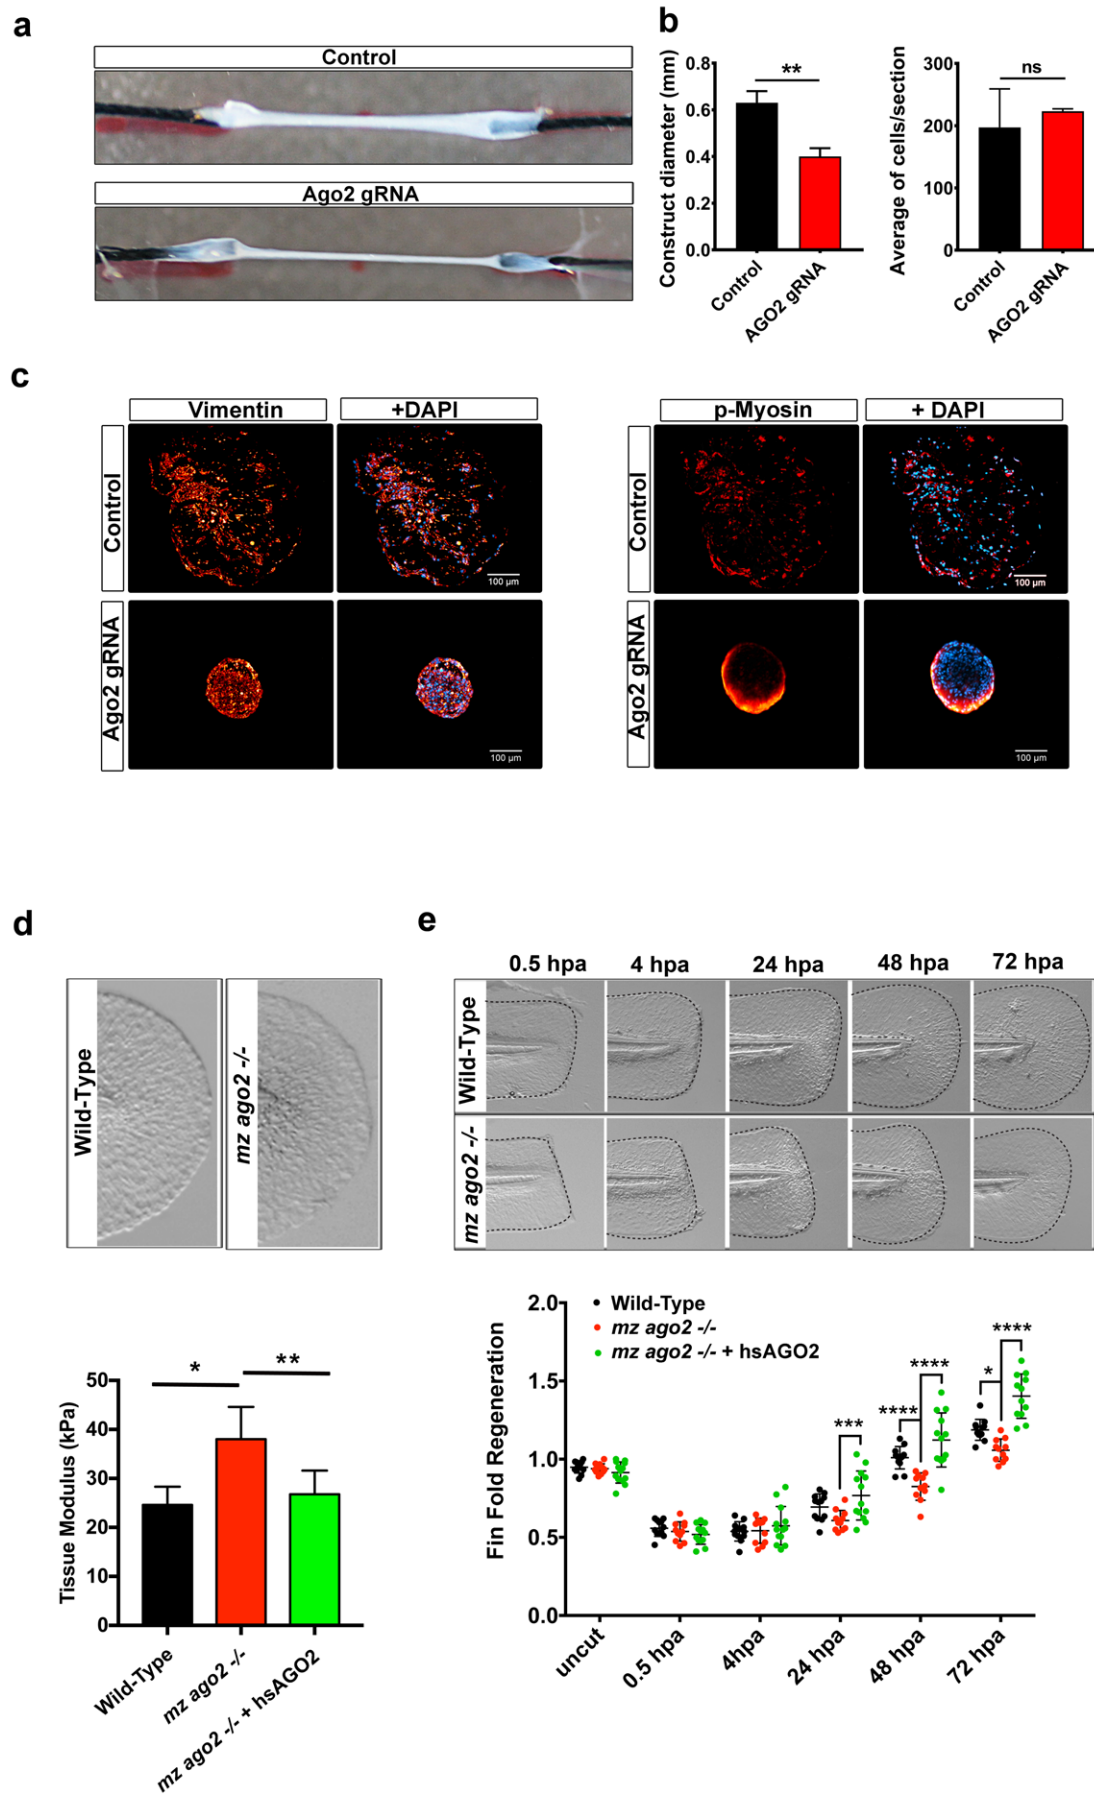 a
Control
Ago2 gRNA
b
Construct diameter (mm)
0.8
0.6
0.4
0.2
0.0
**
Control
AGO2 gRNA
Average of cells/section
300
200
100
0
ns
Control
AGO2 gRNA
c
Vimentin
+DAPI
Control
100 µm
Ago2 gRNA
100 µm
p-Myosin
+ DAPI
Control
100 µm
Ago2 gRNA
100 µm
d
Wild-Type
mz ago2 -/-
Tissue Modulus (kPa)
50
40
30
20
10
0
*
**
Wild-Type
mz ago2 -/-
mz ago2 -/- + hsAGO2
e
0.5 hpa
4 hpa
24 hpa
48 hpa
72 hpa
Wild-Type
mz ago2 -/-
Fin Fold Regeneration
2.0
1.5
1.0
0.5
0.0
Wild-Type
mz ago2 -/-
mz ago2 -/- + hsAGO2
***
****
****
*
****
uncut
0.5 hpa
4hpa
24 hpa
48 hpa
72 hpa